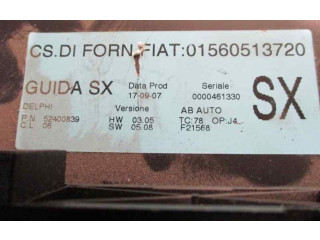 CS.DI FORN.FIAT:01560513720
GUIDA SX Data Prod Seriale SX
17-09-07 0000461330
DELPHI Versione AB AUTO
P.N 52400839 HW 03.05 TC:78 OP:J4
C.L 06 SW 05.08 F21568